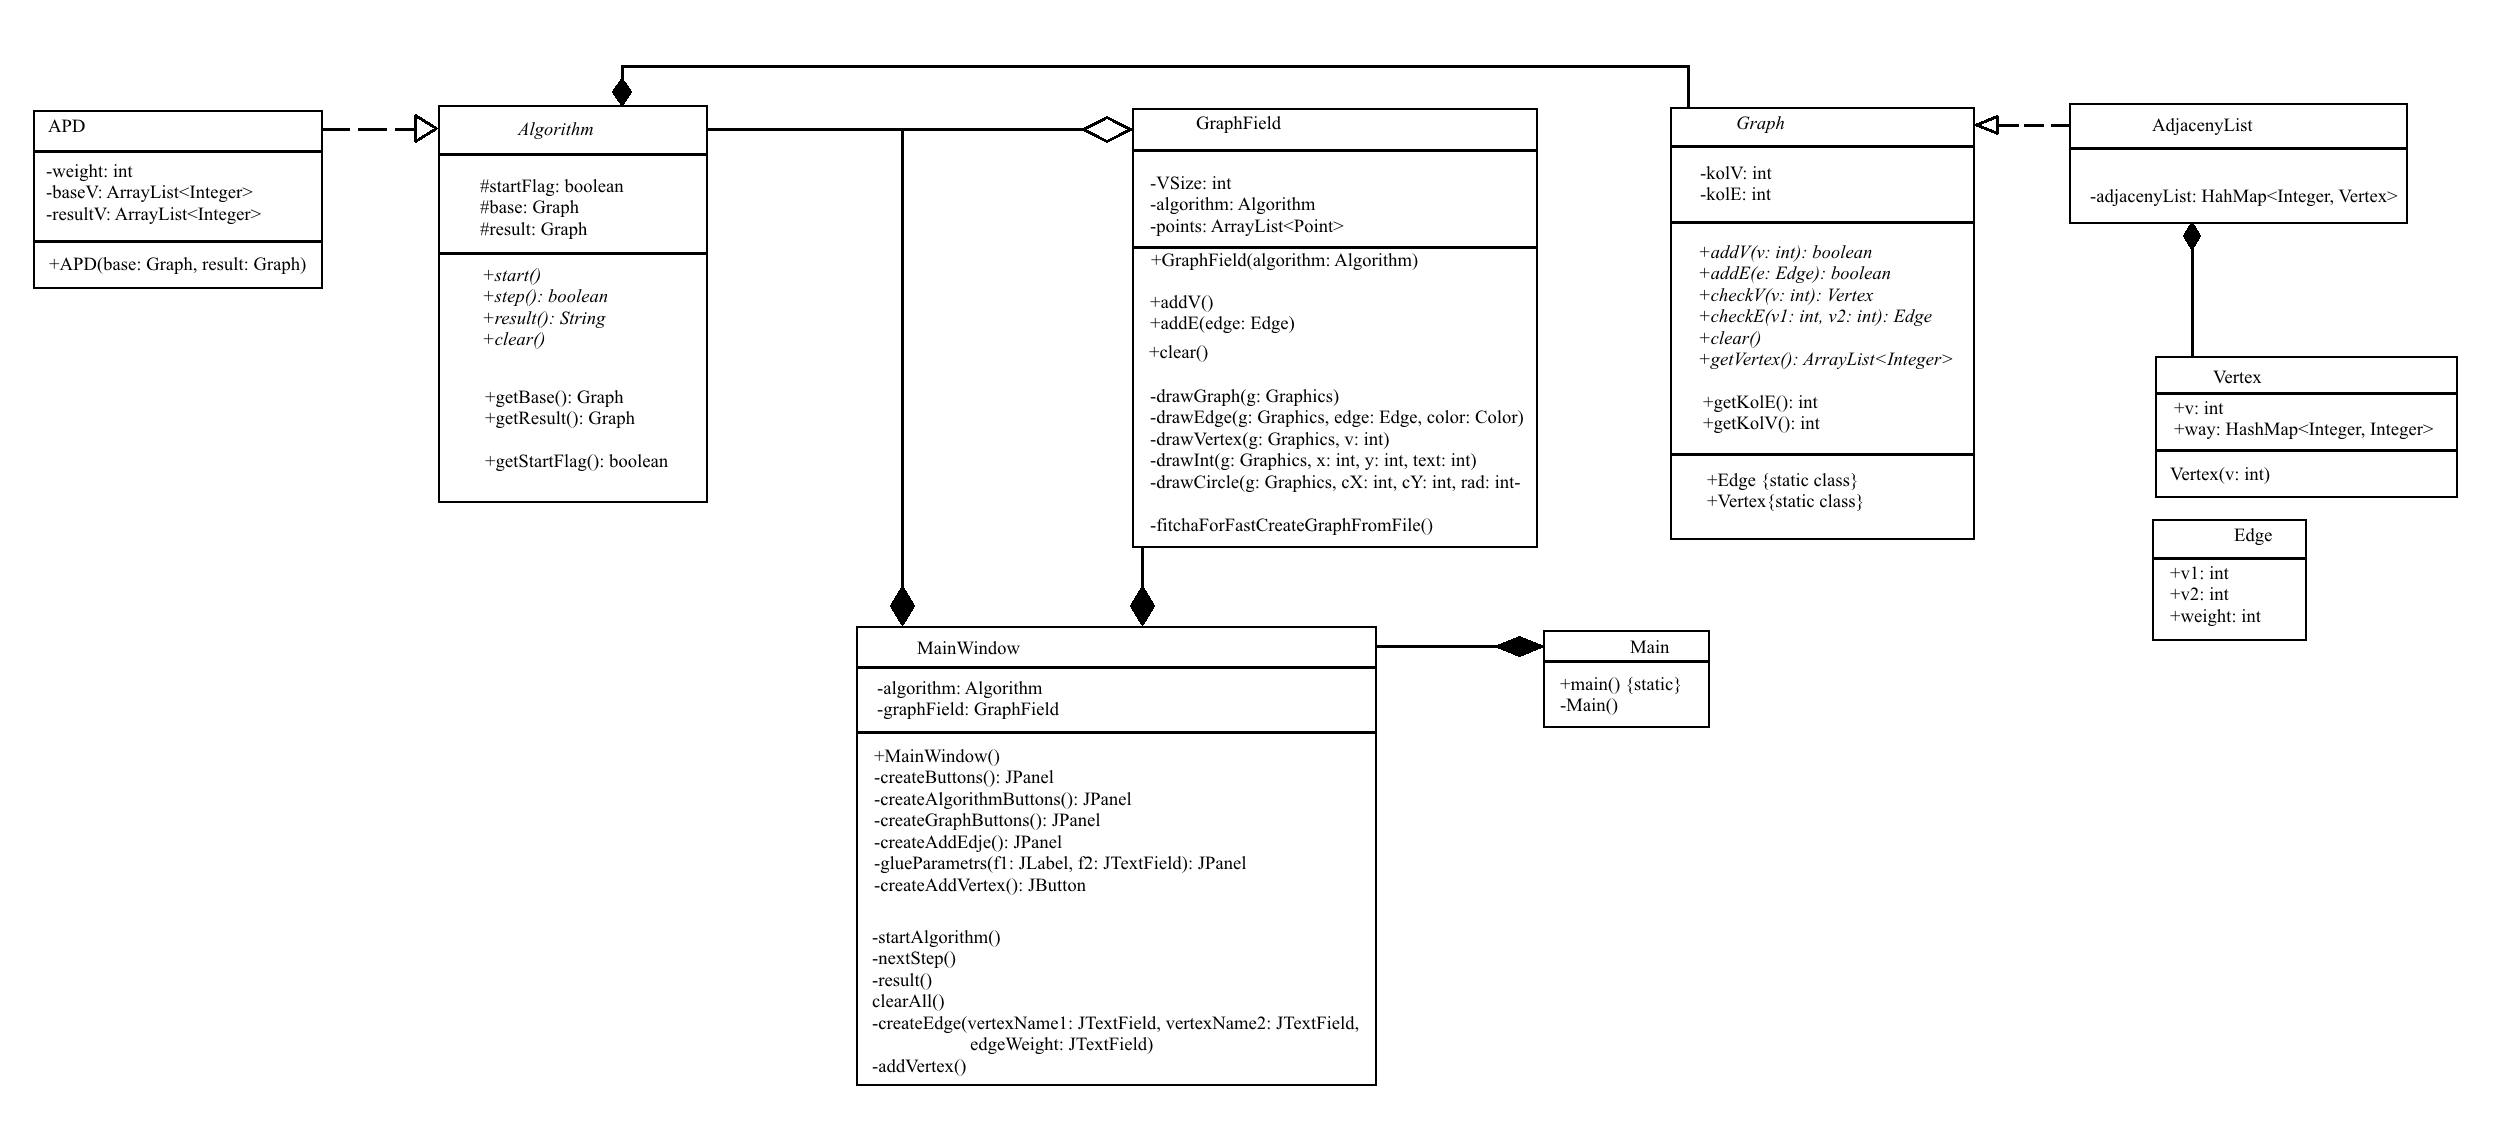 APD
-weight: int
-baseV: ArrayList<Integer>
-resultV: ArrayList<Integer>
+APD(base: Graph, result: Graph)
Algorithm
#startFlag: boolean
#base: Graph
#result: Graph
+start()
+step(): boolean
+result(): String
+clear()
+getBase(): Graph
+getResult(): Graph
+getStartFlag(): boolean
GraphField
-VSize: int
-algorithm: Algorithm
-points: ArrayList<Point>
+GraphField(algorithm: Algorithm)
+addV()
+addE(edge: Edge)
+clear()
-drawGraph(g: Graphics)
-drawEdge(g: Graphics, edge: Edge, color: Color)
-drawVertex(g: Graphics, v: int)
-drawInt(g: Graphics, x: int, y: int, text: int)
-drawCircle(g: Graphics, cX: int, cY: int, rad: int-
-fitchaForFastCreateGraphFromFile()
Graph
-kolV: int
-kolE: int
+addV(v: int): boolean
+addE(e: Edge): boolean
+checkV(v: int): Vertex
+checkE(v1: int, v2: int): Edge
+clear()
+getVertex(): ArrayList<Integer>
+getKolE(): int
+getKolV(): int
+Edge {static class}
+Vertex{static class}
AdjacenyList
-adjacenyList: HahMap<Integer, Vertex>
Vertex
+v: int
+way: HashMap<Integer, Integer>
Vertex(v: int)
Edge
+v1: int
+v2: int
+weight: int
MainWindow
-algorithm: Algorithm
-graphField: GraphField
+MainWindow()
-createButtons(): JPanel
-createAlgorithmButtons(): JPanel
-createGraphButtons(): JPanel
-createAddEdje(): JPanel
-glueParametrs(f1: JLabel, f2: JTextField): JPanel
-createAddVertex(): JButton
-startAlgorithm()
-nextStep()
-result()
clearAll()
-createEdge(vertexName1: JTextField, vertexName2: JTextField,
edgeWeight: JTextField)
-addVertex()
Main
+main() {static}
-Main()